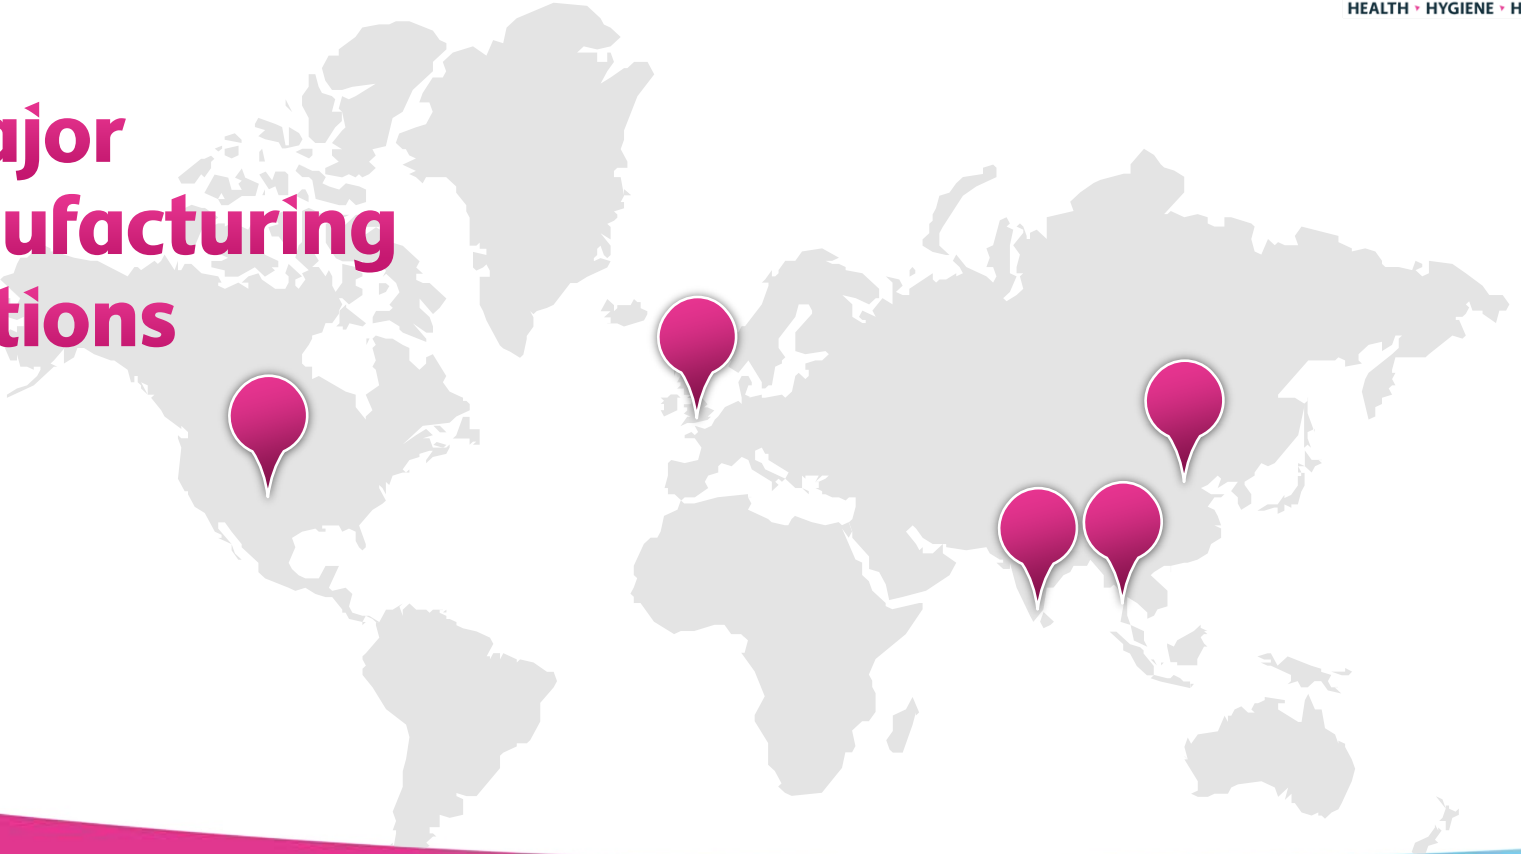 HEALTH ▾ HYGIENE ▾ H
ajor
ufacturing
tions